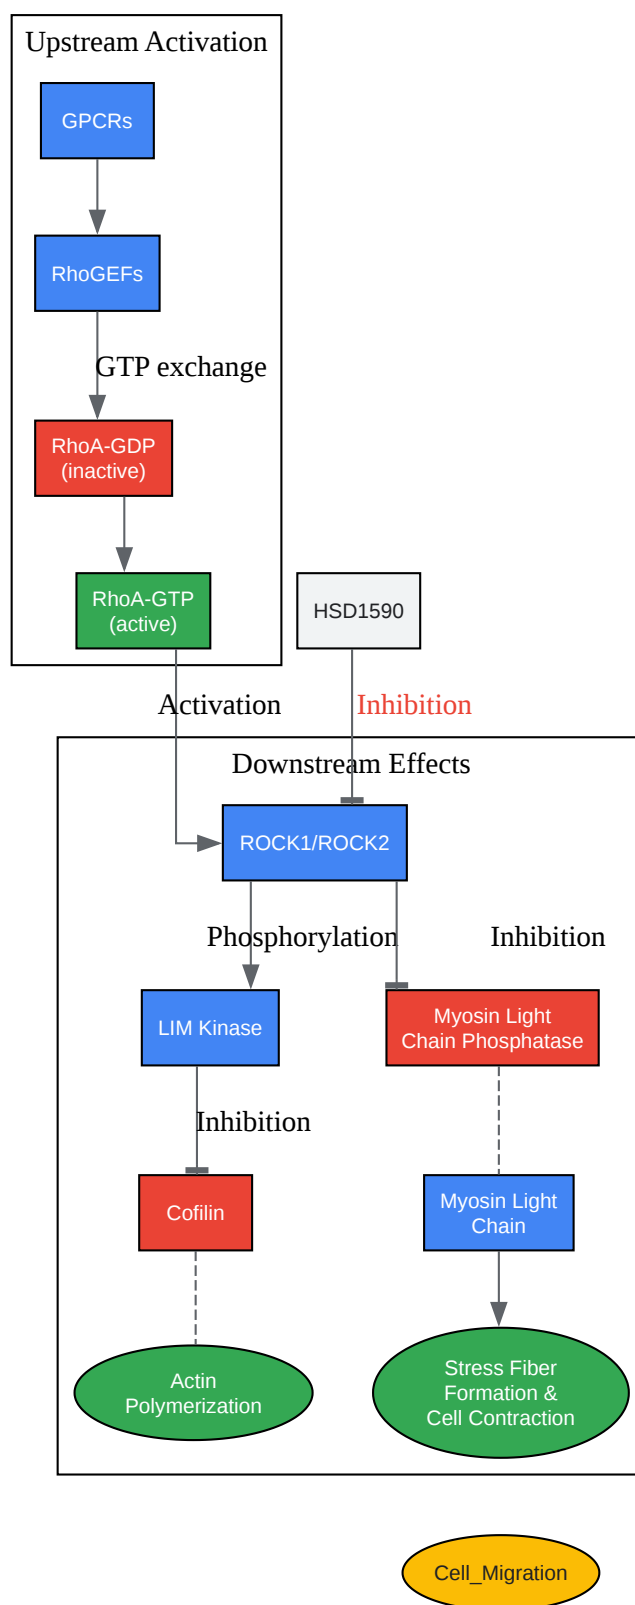 Upstream Activation
GPCRs
RhoGEFs
GTP exchange
RhoA-GDP
(inactive)
RhoA-GTP
(active)
HSD1590
Activation
Inhibition
Downstream Effects
ROCK1/ROCK2
Phosphorylation
Inhibition
LIM Kinase
Myosin Light
Chain Phosphatase
Inhibition
Cofilin
Myosin Light
Chain
Actin
Polymerization
Stress Fiber
Formation &
Cell Contraction
Cell_Migration